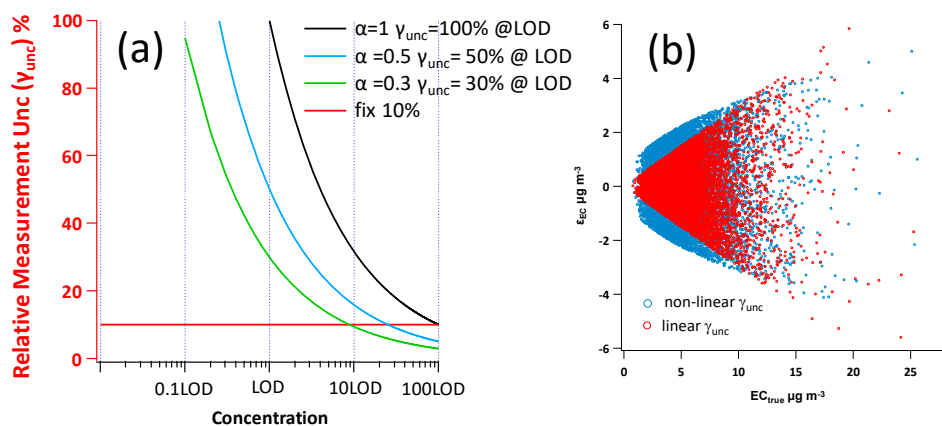 (a)
α=1 γunc=100% @LOD
α =0.5 γunc= 50% @ LOD
α =0.3 γunc= 30% @ LOD
fix 10%
Relative Measurement Unc (γunc) %
100
80
60
40
20
0
0.1LOD
LOD
10LOD
100LOD
Concentration
(b)
6
4
2
0
-2
-4
-6
εEC µg m-3
non-linear γunc
linear γunc
0
5
10
15
20
25
ECtrue µg m-3